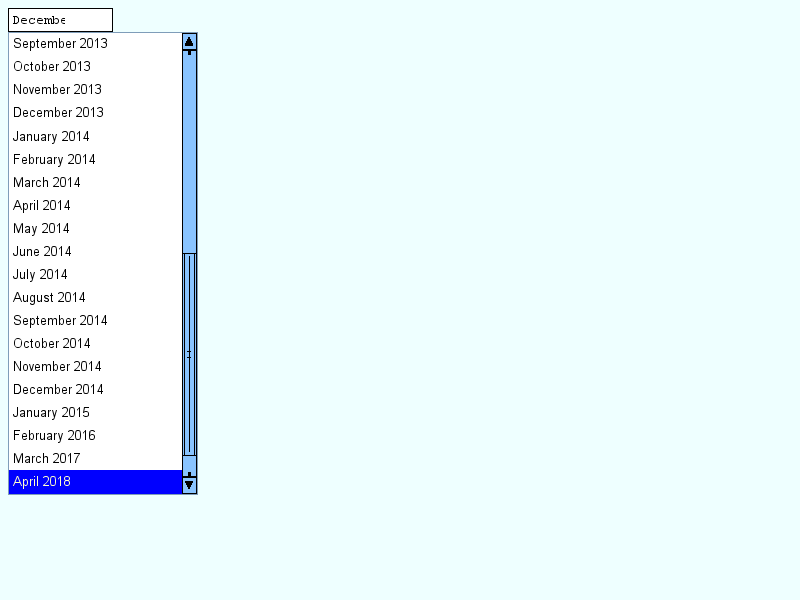 Decembe
September 2013
October 2013
November 2013
December 2013
January 2014
February 2014
March 2014
April 2014
May 2014
June 2014
July 2014
August 2014
September 2014
October 2014
November 2014
December 2014
January 2015
February 2016
March 2017
April 2018